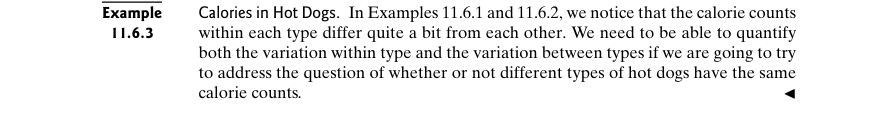 Example
11.6.3
Calories in Hot Dogs. In Examples 11.6.1 and 11.6.2, we notice that the calorie counts
within each type differ quite a bit from each other. We need to be able to quantify
both the variation within type and the variation between types if we are going to try
to address the question of whether or not different types of hot dogs have the same
calorie counts. ◄